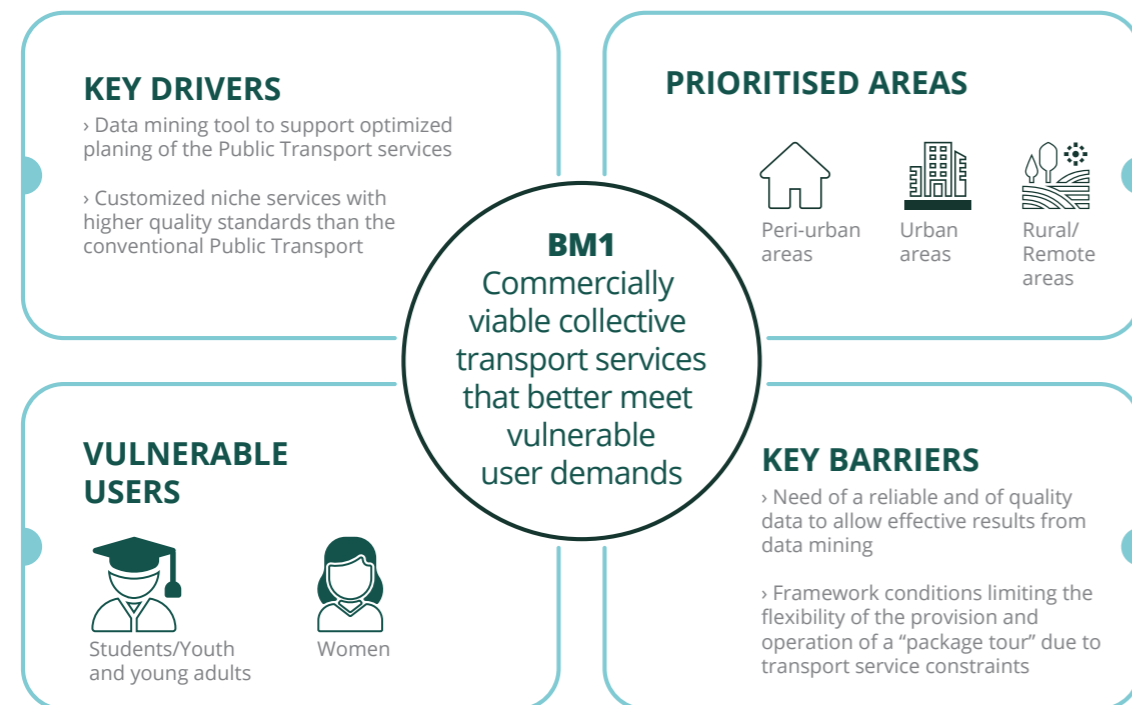 KEY DRIVERS
› Data mining tool to support optimized
planing of the Public Transport services
› Customized niche services with
higher quality standards than the
conventional Public Transport
PRIORITISED AREAS
Peri-urban
areas
Urban
areas
Rural/
Remote
areas
BM1
Commercially
viable collective
transport services
that better meet
vulnerable
user demands
VULNERABLE
USERS
Students/Youth
and young adults
Women
KEY BARRIERS
› Need of a reliable and of quality
data to allow effective results from
data mining
› Framework conditions limiting the
flexibility of the provision and
operation of a “package tour” due to
transport service constraints